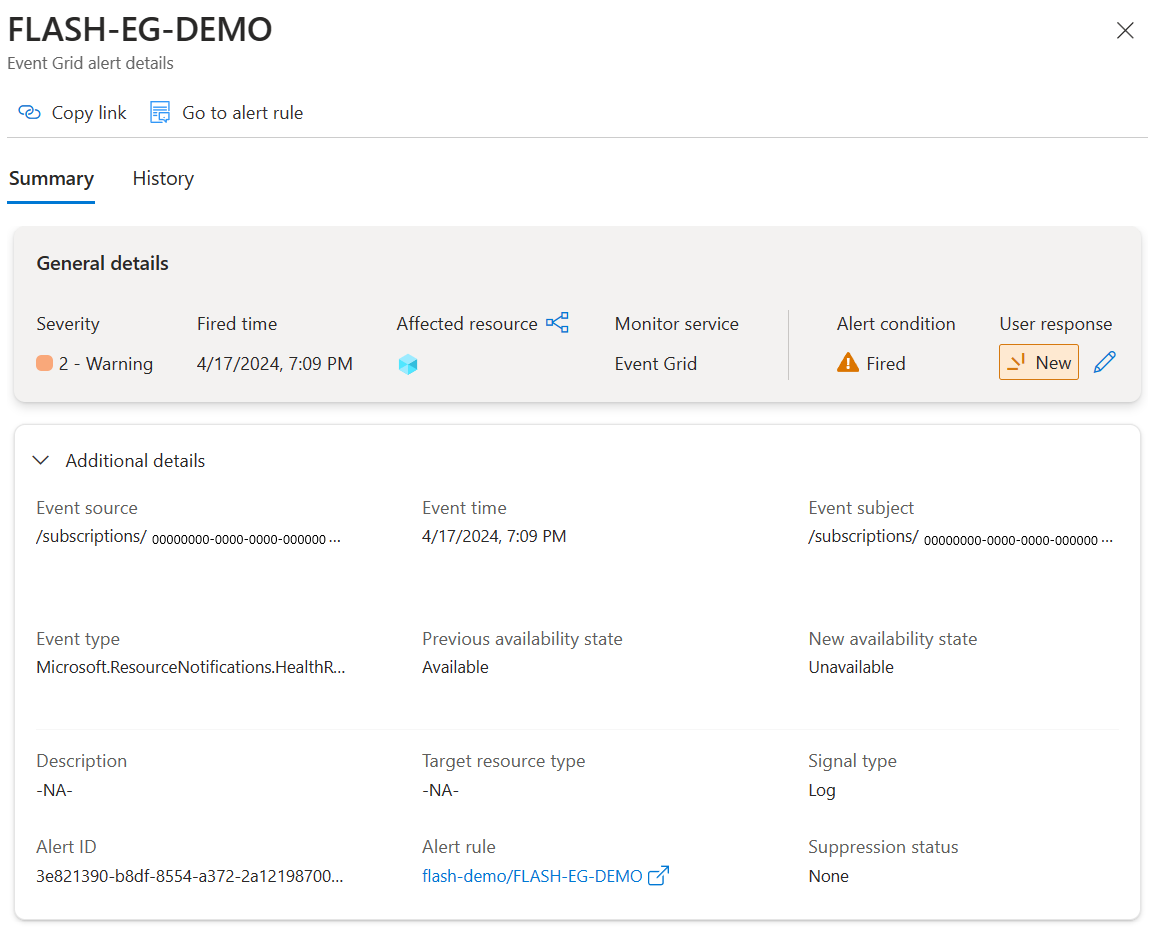 FLASH-EG-DEMO
Event Grid alert details
Copy link Go to alert rule
Summary History
General details
Severity Fired time Affected resource Monitor service Alert condition User response
2 - Warning 4/17/2024, 7:09 PM Event Grid Fired New
Additional details
Event source Event time Event subject
/subscriptions/ 00000000-0000-0000-000000 ... 4/17/2024, 7:09 PM /subscriptions/ 00000000-0000-0000-000000 ...
Event type Previous availability state New availability state
Microsoft.ResourceNotifications.HealthR... Available Unavailable
Description Target resource type Signal type
-NA- -NA- Log
Alert ID Alert rule Suppression status
3e821390-b8df-8554-a372-2a12198700... flash-demo/FLASH-EG-DEMO None